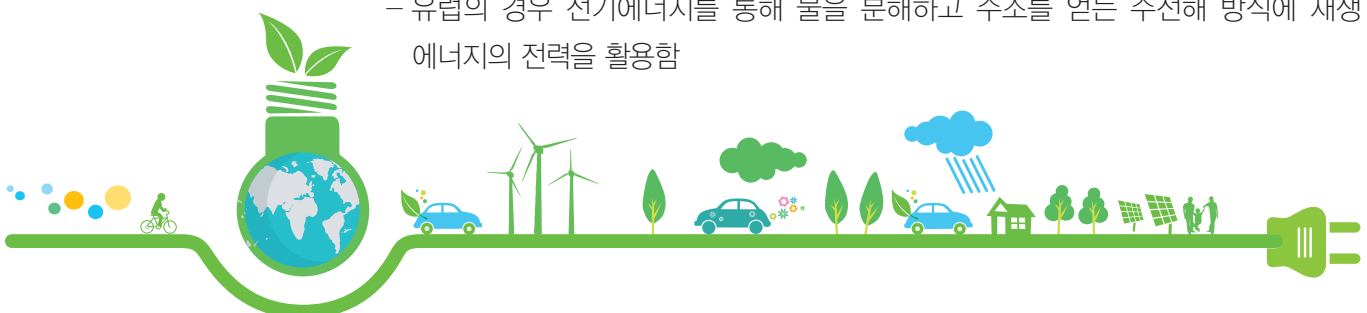 – 유럽의 경우 전기에너지를 통해 물을 분해하고 수소를 얻는 수전해 방식에 재생
에너지의 전력을 활용함